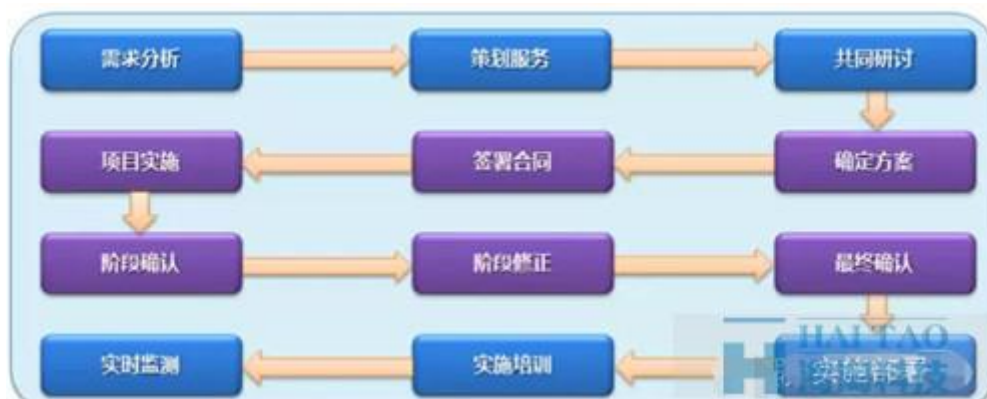 需求分析
策划服务
共同研讨
确定方案
签署合同
项目实施
阶段确认
阶段修正
最终确认
HAI TAO
实施部署
实施培训
实时监测